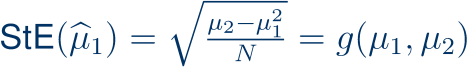 StE(μ̂₁) = √((μ₂−μ₁²)/N) = g(μ₁, μ₂)